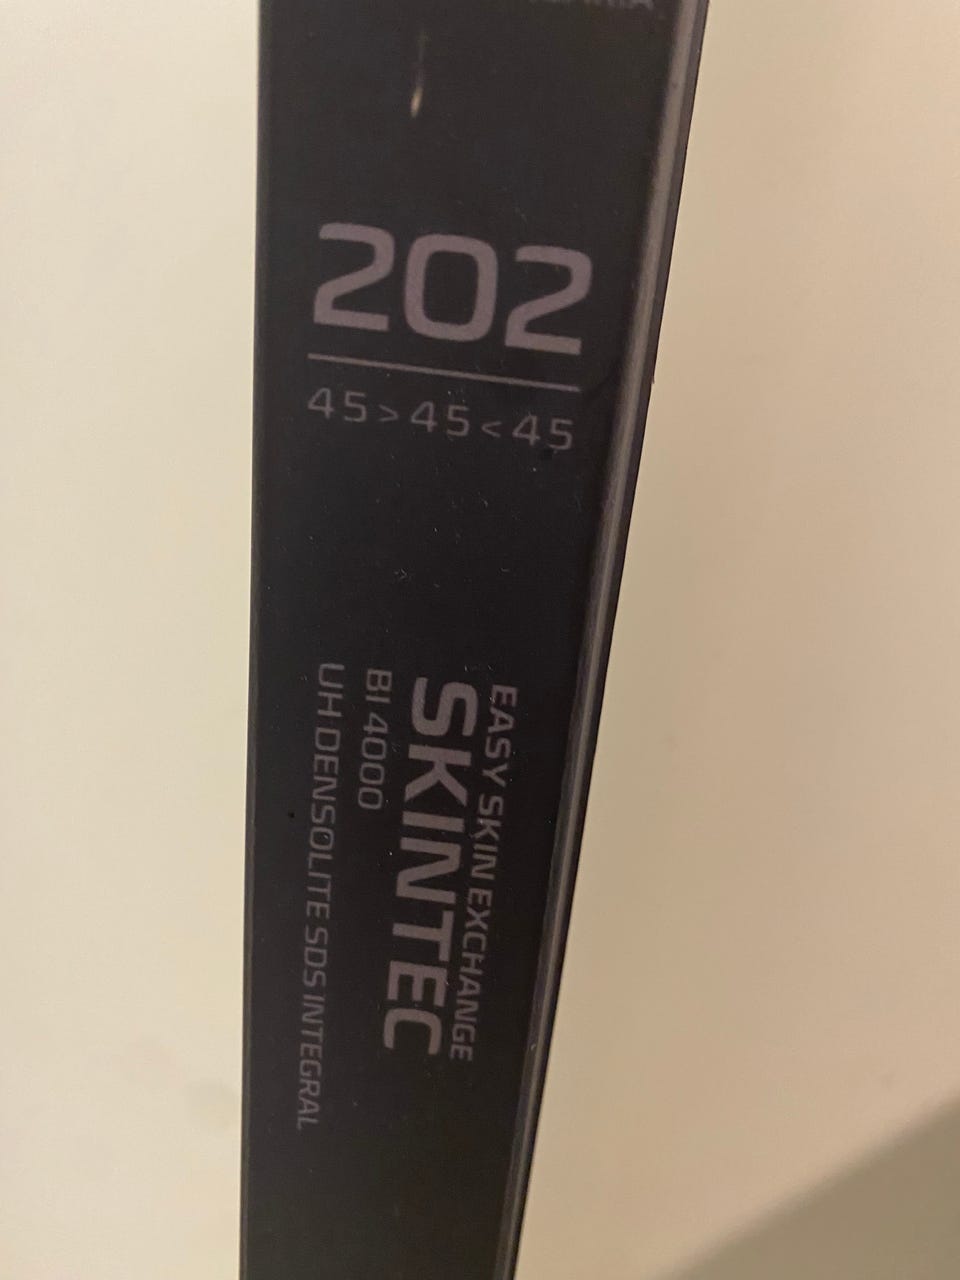 202
45>45<45
EASY SKIN EXCHANGE
SKINTEC
BI 4000
UH DENSOLITE SDS INTEGRAL